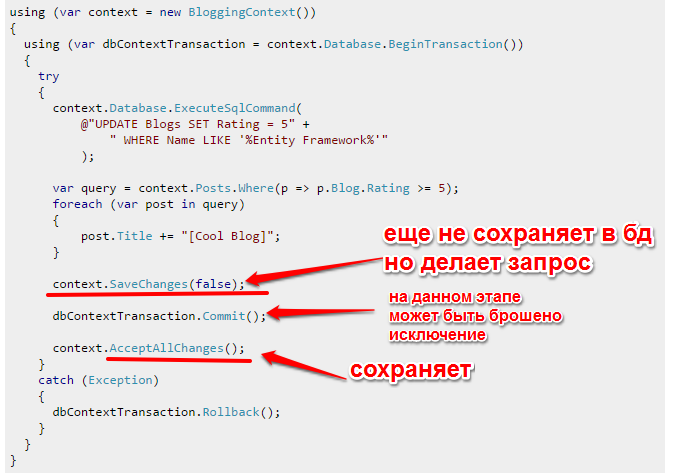 using (var context = new BloggingContext())
{
using (var dbContextTransaction = context.Database.BeginTransaction())
{
try
{
context.Database.ExecuteSqlCommand(
@"UPDATE Blogs SET Rating = 5" +
" WHERE Name LIKE '%Entity Framework%'"
);
var query = context.Posts.Where(p => p.Blog.Rating >= 5);
foreach (var post in query)
{
post.Title += "[Cool Blog]";
}
еще не сохраняет в бд
но делает запрос
context.SaveChanges(false);
на данном этапе
может быть брошено
исключение
dbContextTransaction.Commit();
context.AcceptAllChanges();
сохраняет
}
catch (Exception)
{
dbContextTransaction.Rollback();
}
}
}